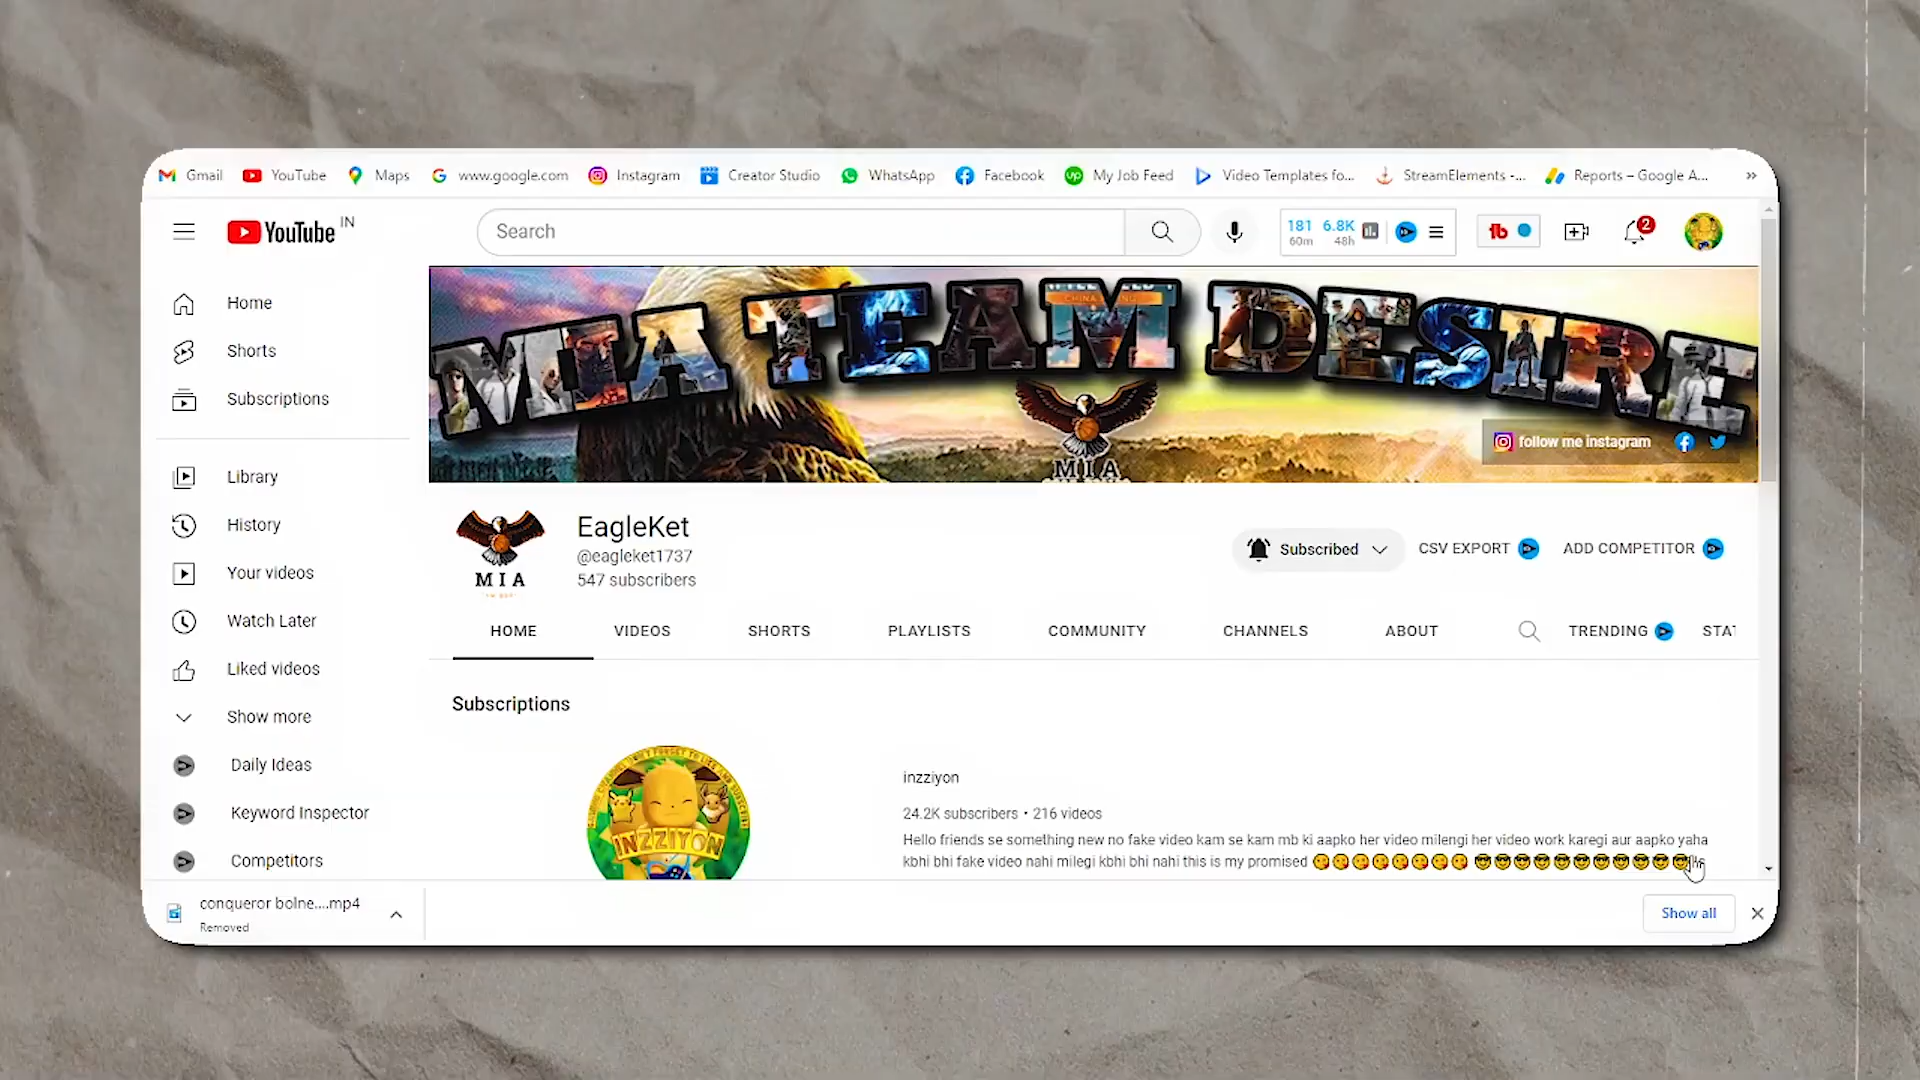 Gmail YouTube Maps www.google.com Instagram Creator Studio WhatsApp Facebook My Job Feed Video Templates fo... StreamElements -... Reports – Google A... »
YouTube IN Search 181 60m 6.8K 48h 2
Home
Shorts
Subscriptions
Library
History
Your videos
Watch Later
Liked videos
Show more
Daily Ideas
Keyword Inspector
Competitors
MIA TEAM DESIRE
follow me instagram
MIA
MIA
EagleKet
@eagleket1737
547 subscribers
Subscribed CSV EXPORT ADD COMPETITOR
HOME VIDEOS SHORTS PLAYLISTS COMMUNITY CHANNELS ABOUT TRENDING STAT
Subscriptions
INZZIYON
inzziyon
24.2K subscribers • 216 videos
Hello friends se something new no fake video kam se kam mb ki aapko her video milengi her video work karegi aur aapko yaha
kbhi bhi fake video nahi milegi kbhi bhi nahi this is my promised 😋😋😋😋😋😋😋😋 😎😎😎😎😎😎😎😎😎😎😎
conqueror bolne....mp4
Removed
Show all